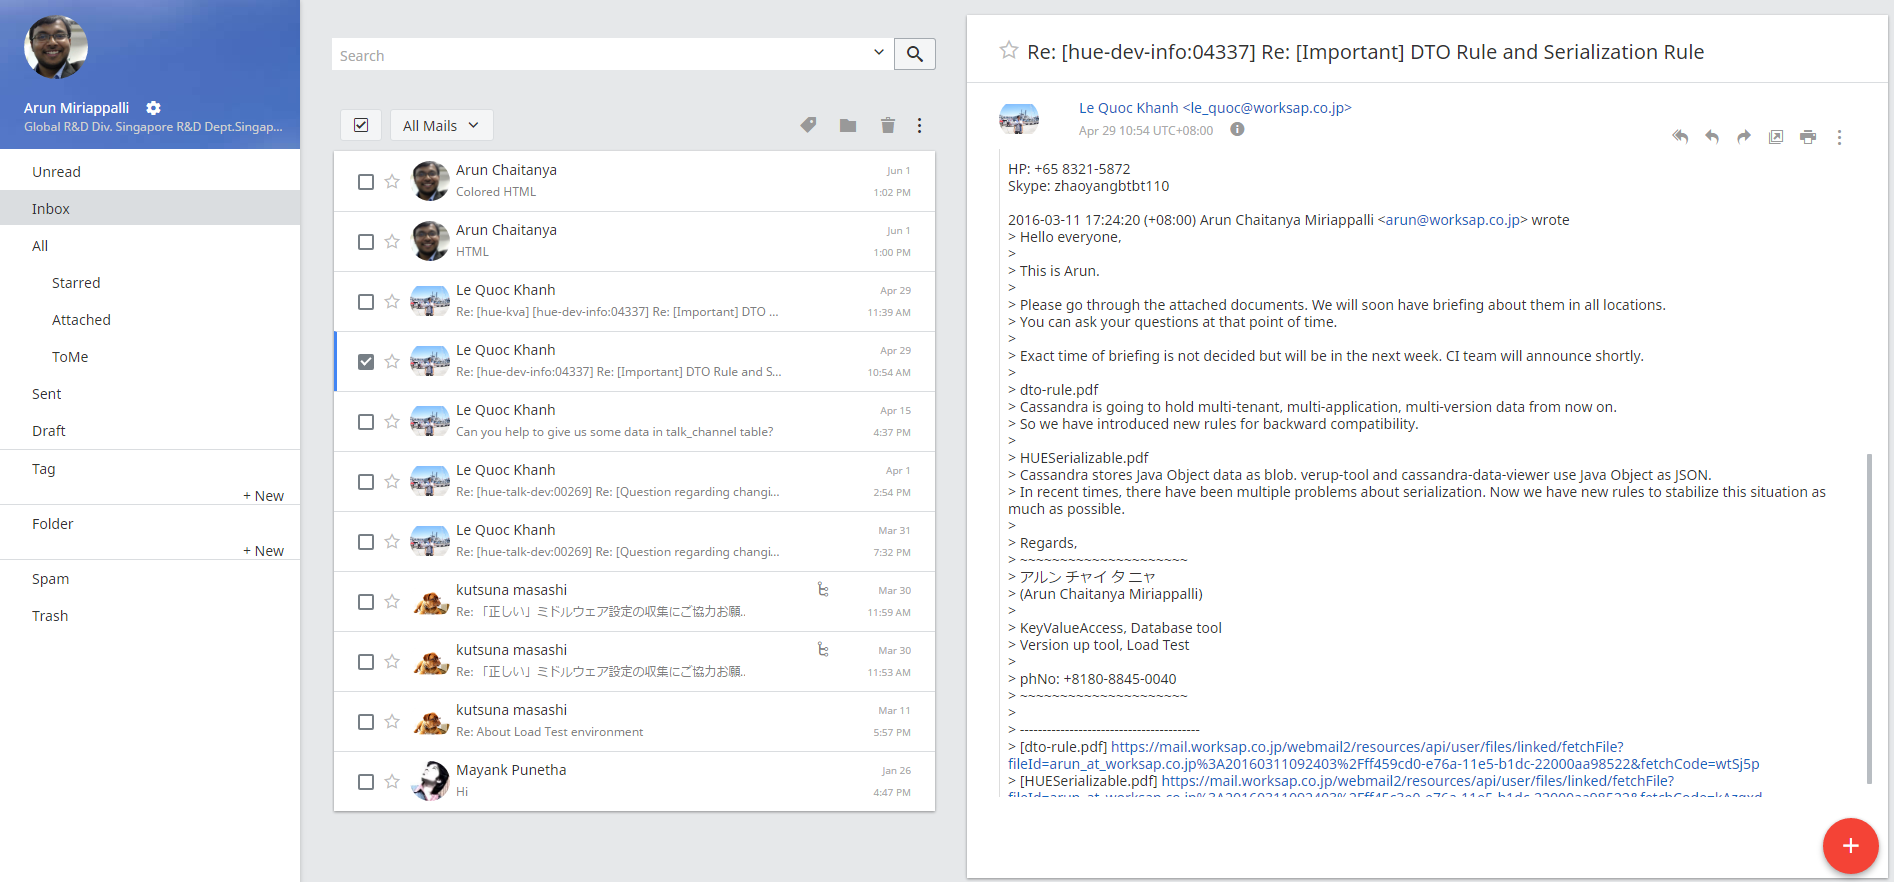 Arun Miriappalli
Global R&D Div. Singapore R&D Dept.Singap...
Unread
Inbox
All
Starred
Attached
ToMe
Sent
Draft
Tag
+ New
Folder
+ New
Spam
Trash
Search
All Mails
Arun Chaitanya
Jun 1
Colored HTML
1:02 PM
Arun Chaitanya
Jun 1
HTML
1:00 PM
Le Quoc Khanh
Apr 29
Re: [hue-kva] [hue-dev-info:04337] Re: [Important] DTO ...
11:39 AM
Le Quoc Khanh
Apr 29
Re: [hue-dev-info:04337] Re: [Important] DTO Rule and S...
10:54 AM
Le Quoc Khanh
Apr 15
Can you help to give us some data in talk_channel table?
4:37 PM
Le Quoc Khanh
Apr 1
Re: [hue-talk-dev:00269] Re: [Question regarding changi...
2:54 PM
Le Quoc Khanh
Mar 31
Re: [hue-talk-dev:00269] Re: [Question regarding changi...
7:32 PM
kutsuna masashi
Mar 30
Re: 「正しい」ミドルウェア設定の収集にご協力お願..
11:59 AM
kutsuna masashi
Mar 30
Re: 「正しい」ミドルウェア設定の収集にご協力お願..
11:53 AM
kutsuna masashi
Mar 11
Re: About Load Test environment
5:57 PM
Mayank Punetha
Jan 26
Hi
4:47 PM
Re: [hue-dev-info:04337] Re: [Important] DTO Rule and Serialization Rule
Le Quoc Khanh <le_quoc@worksap.co.jp>
Apr 29 10:54 UTC+08:00
HP: +65 8321-5872
Skype: zhaoyangbtbt110
2016-03-11 17:24:20 (+08:00) Arun Chaitanya Miriappalli <arun@worksap.co.jp> wrote
> Hello everyone,
>
> This is Arun.
>
> Please go through the attached documents. We will soon have briefing about them in all locations.
> You can ask your questions at that point of time.
>
> Exact time of briefing is not decided but will be in the next week. CI team will announce shortly.
>
> dto-rule.pdf
> Cassandra is going to hold multi-tenant, multi-application, multi-version data from now on.
> So we have introduced new rules for backward compatibility.
>
> HUESerializable.pdf
> Cassandra stores Java Object data as blob. verup-tool and cassandra-data-viewer use Java Object as JSON.
> In recent times, there have been multiple problems about serialization. Now we have new rules to stabilize this situation as
much as possible.
>
> Regards,
> ~~~~~~~~~~~~~~~~~~~~~
> アルン チャイ タ ニャ
> (Arun Chaitanya Miriappalli)
>
> KeyValueAccess, Database tool
> Version up tool, Load Test
>
> phNo: +8180-8845-0040
> ~~~~~~~~~~~~~~~~~~~~~
>
> ----------------------------------------
> [dto-rule.pdf] https://mail.worksap.co.jp/webmail2/resources/api/user/files/linked/fetchFile?
fileId=arun_at_worksap.co.jp%3A20160311092403%2Fff459cd0-e76a-11e5-b1dc-22000aa98522&fetchCode=wtSj5p
> [HUESerializable.pdf] https://mail.worksap.co.jp/webmail2/resources/api/user/files/linked/fetchFile?
fileId=arun_at_worksap.co.jp%3A20160311092403%2Fff45c3e0-e76a-11e5-b1dc-22000aa98522&fetchCode=kAzqxd